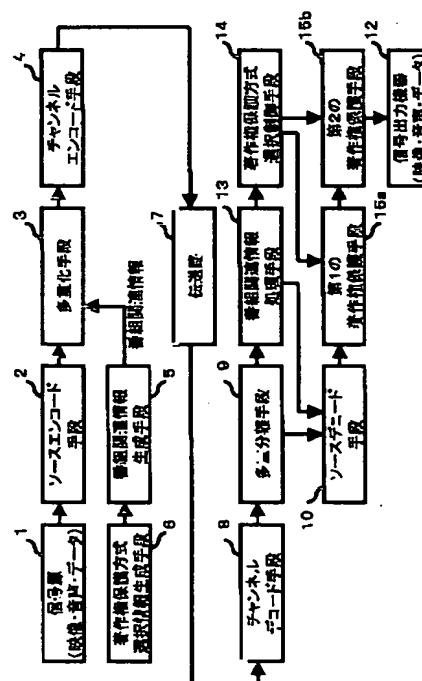 1
信号源
(映像・音声・データ)
2
ソースエンコード
手段
3
多重化手段
4
チャンネル
エンコード手段
6
著作権保護方式
選択情報生成手段
5
番組関連情報
生成手段
番組関連情報
7
伝送路
8
チャンネル
デコード手段
9
多重分離手段
13
番組関連情報
処理手段
14
著作権保護方式
選択制御手段
10
ソースデコード
手段
第1の
著作権保護手段
15a
15b
第2の
著作権保護手段
12
信号出力機器
(映像・音声・データ)